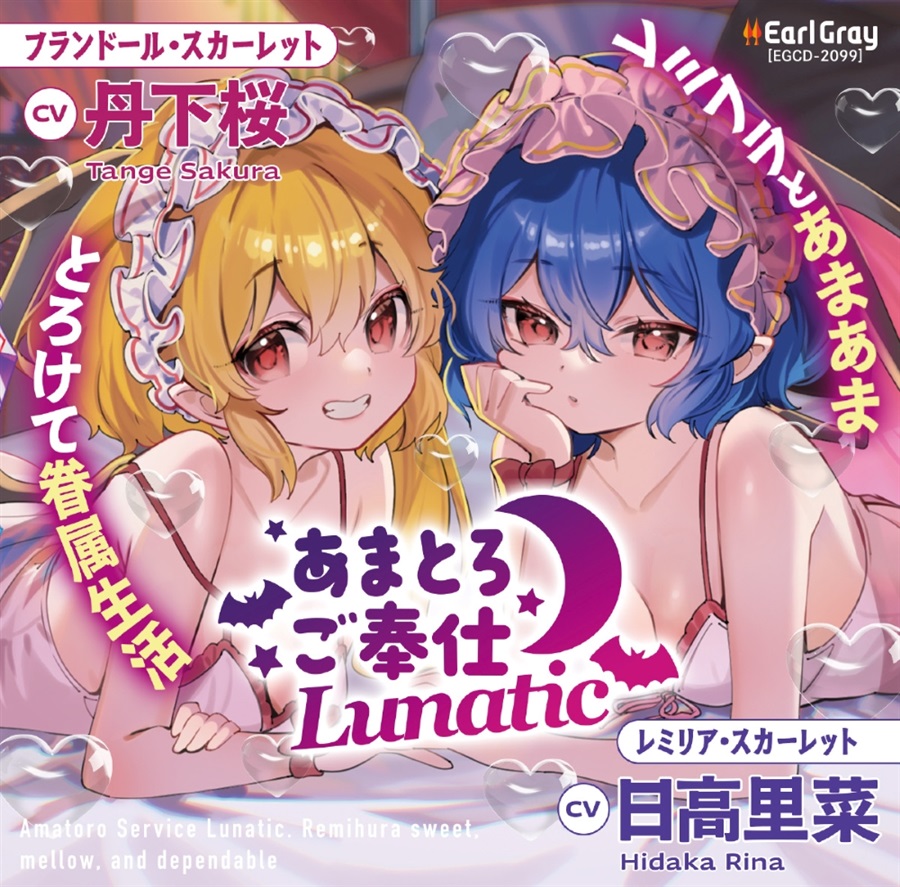 フランドール・スカーレット
CV 丹下桜
Tange Sakura
EarlGray
[EGCD-2099]
レミフラとあまあま
とろけて眷属生活
あまとろ
ご奉仕
Lunatic
レミリア・スカーレット
CV 日高里菜
Hidaka Rina
Amatoro Service Lunatic. Remihura sweet,
mellow, and dependable